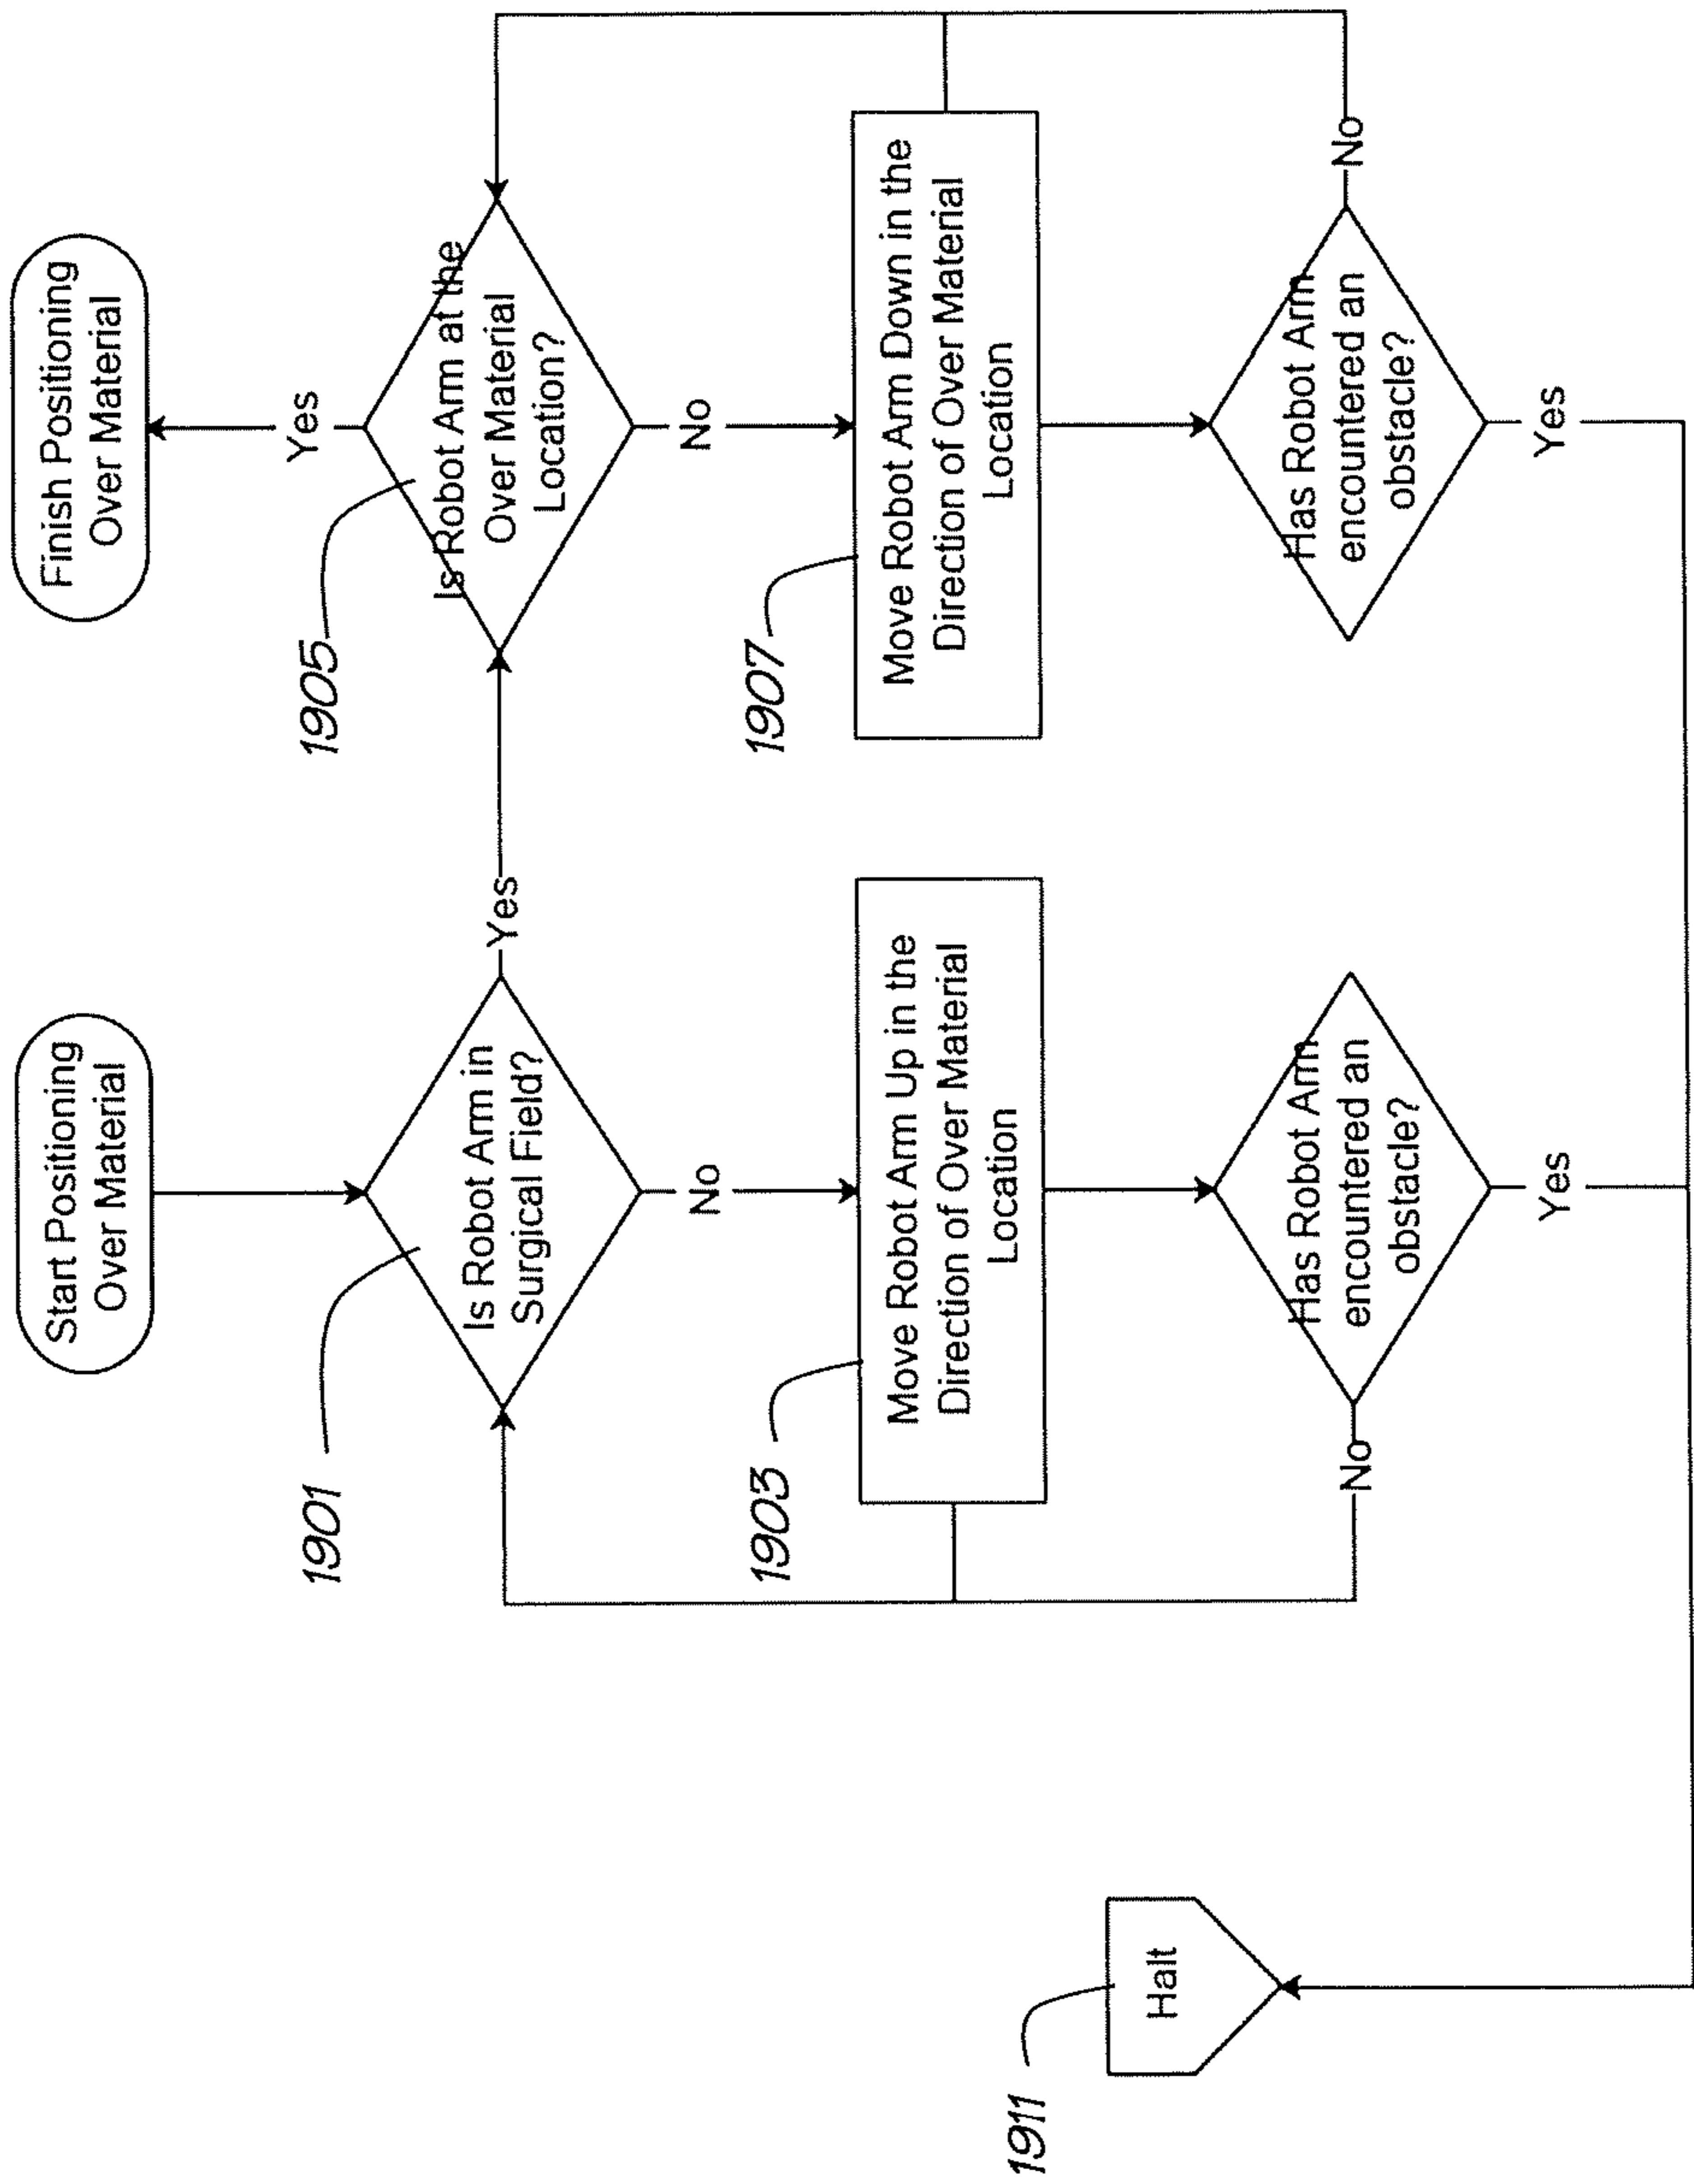 Start Positioning
Over Material
Finish Positioning
Over Material
1901
Is Robot Arm in
Surgical Field?
Yes
1905
Is Robot Arm at the
Over Material
Location?
Yes
No
No
1903
Move Robot Arm Up in the
Direction of Over Material
Location
1907
Move Robot Arm Down in the
Direction of Over Material
Location
1911
Halt
No
Has Robot Arm
encountered an
obstacle?
Yes
Has Robot Arm
encountered an
obstacle?
No
Yes